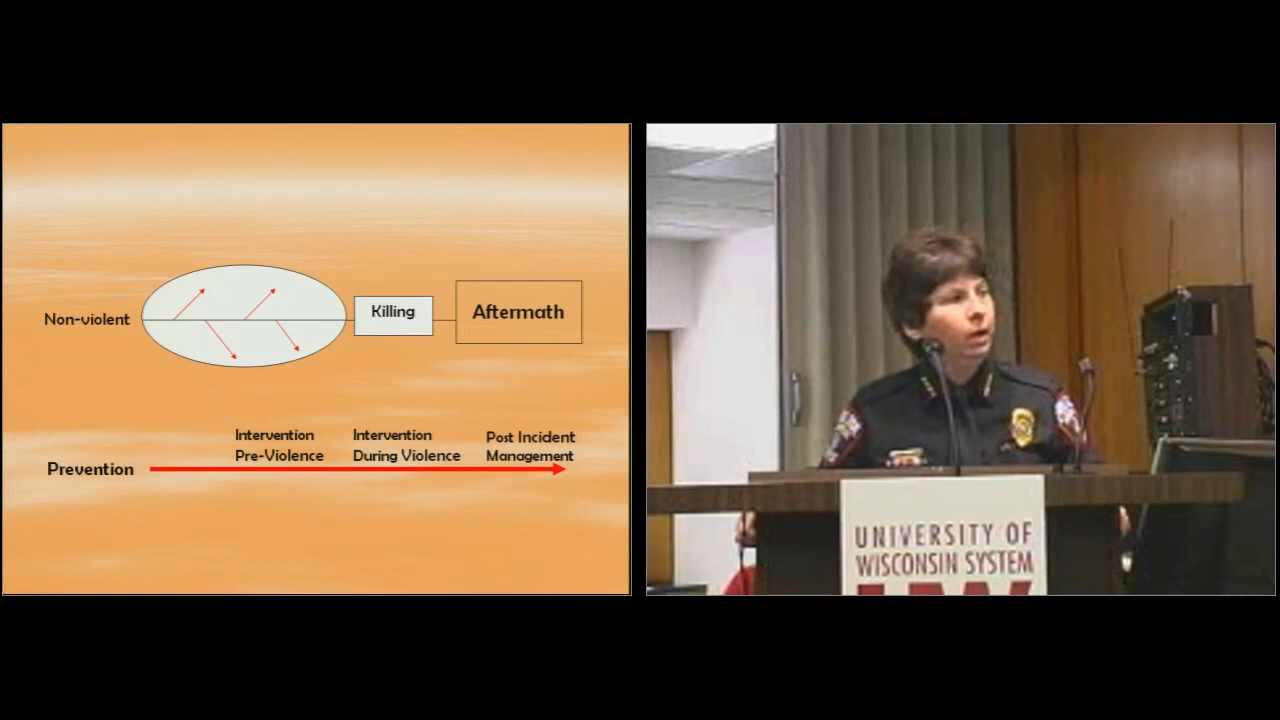 Non-violent
Killing
Aftermath
Intervention
Pre-Violence
Intervention
During Violence
Post Incident
Management
Prevention
UNIVERSITY OF
WISCONSIN SYSTEM